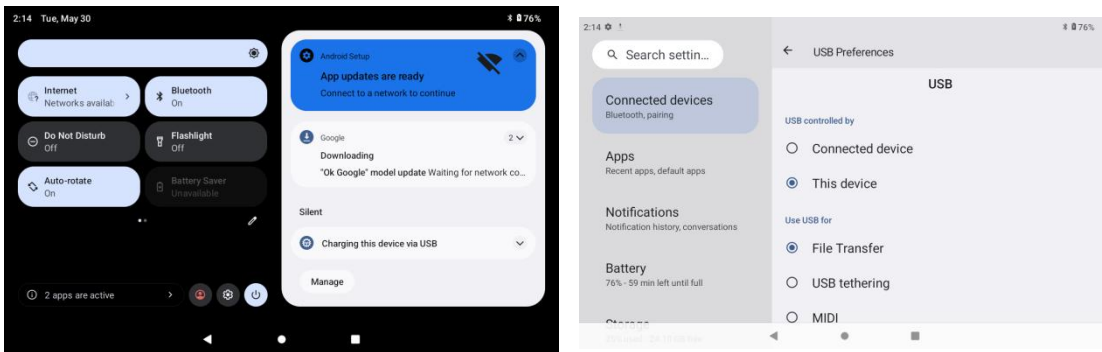 2:14 Tue, May 30
76%
Internet
Networks availab
Bluetooth
On
Do Not Disturb
Off
Flashlight
Off
Auto-rotate
On
Battery Saver
Unavailable
2 apps are active
Android Setup
App updates are ready
Connect to a network to continue
Google
2
Downloading
"Ok Google" model update Waiting for network co...
Silent
Charging this device via USB
Manage
2:14
76%
Search settin...
Connected devices
Bluetooth, pairing
Apps
Recent apps, default apps
Notifications
Notification history, conversations
Battery
76% - 59 min left until full
Storage
USB Preferences
USB
USB controlled by
Connected device
This device
Use USB for
File Transfer
USB tethering
MIDI